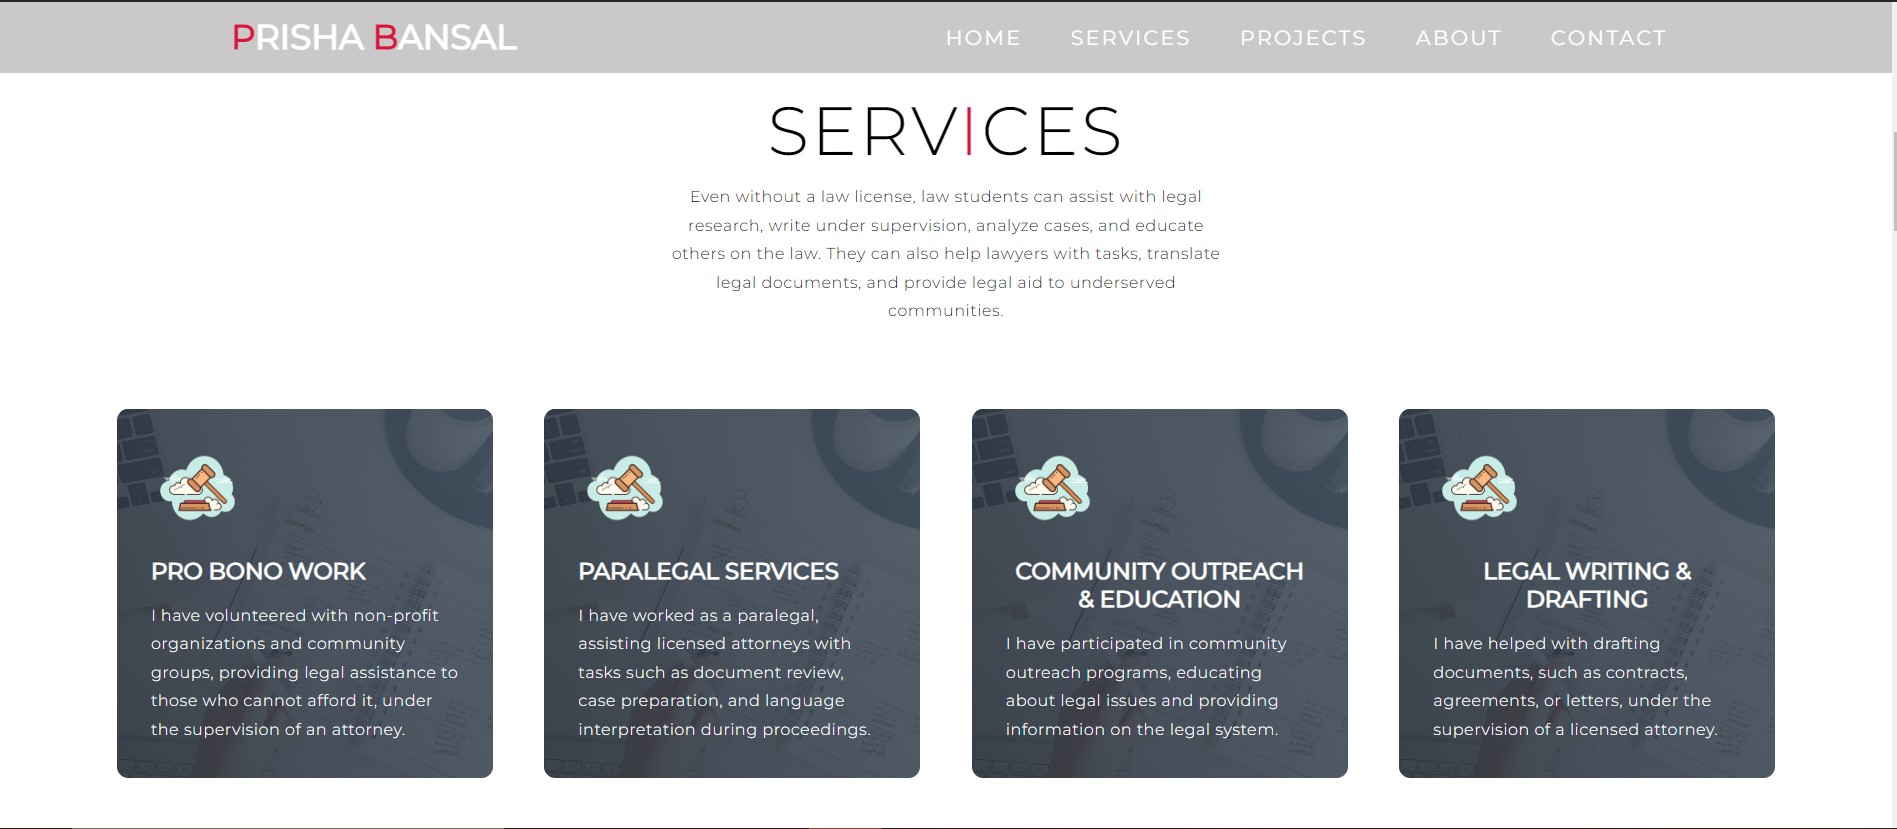 PRISHA BANSAL
HOME SERVICES PROJECTS ABOUT CONTACT
SERVICES
Even without a law license, law students can assist with legal
research, write under supervision, analyze cases, and educate
others on the law. They can also help lawyers with tasks, translate
legal documents, and provide legal aid to underserved
communities.
PRO BONO WORK
I have volunteered with non-profit
organizations and community
groups, providing legal assistance to
those who cannot afford it, under
the supervision of an attorney.
PARALEGAL SERVICES
I have worked as a paralegal,
assisting licensed attorneys with
tasks such as document review,
case preparation, and language
interpretation during proceedings.
COMMUNITY OUTREACH
& EDUCATION
I have participated in community
outreach programs, educating
about legal issues and providing
information on the legal system.
LEGAL WRITING &
DRAFTING
I have helped with drafting
documents, such as contracts,
agreements, or letters, under the
supervision of a licensed attorney.